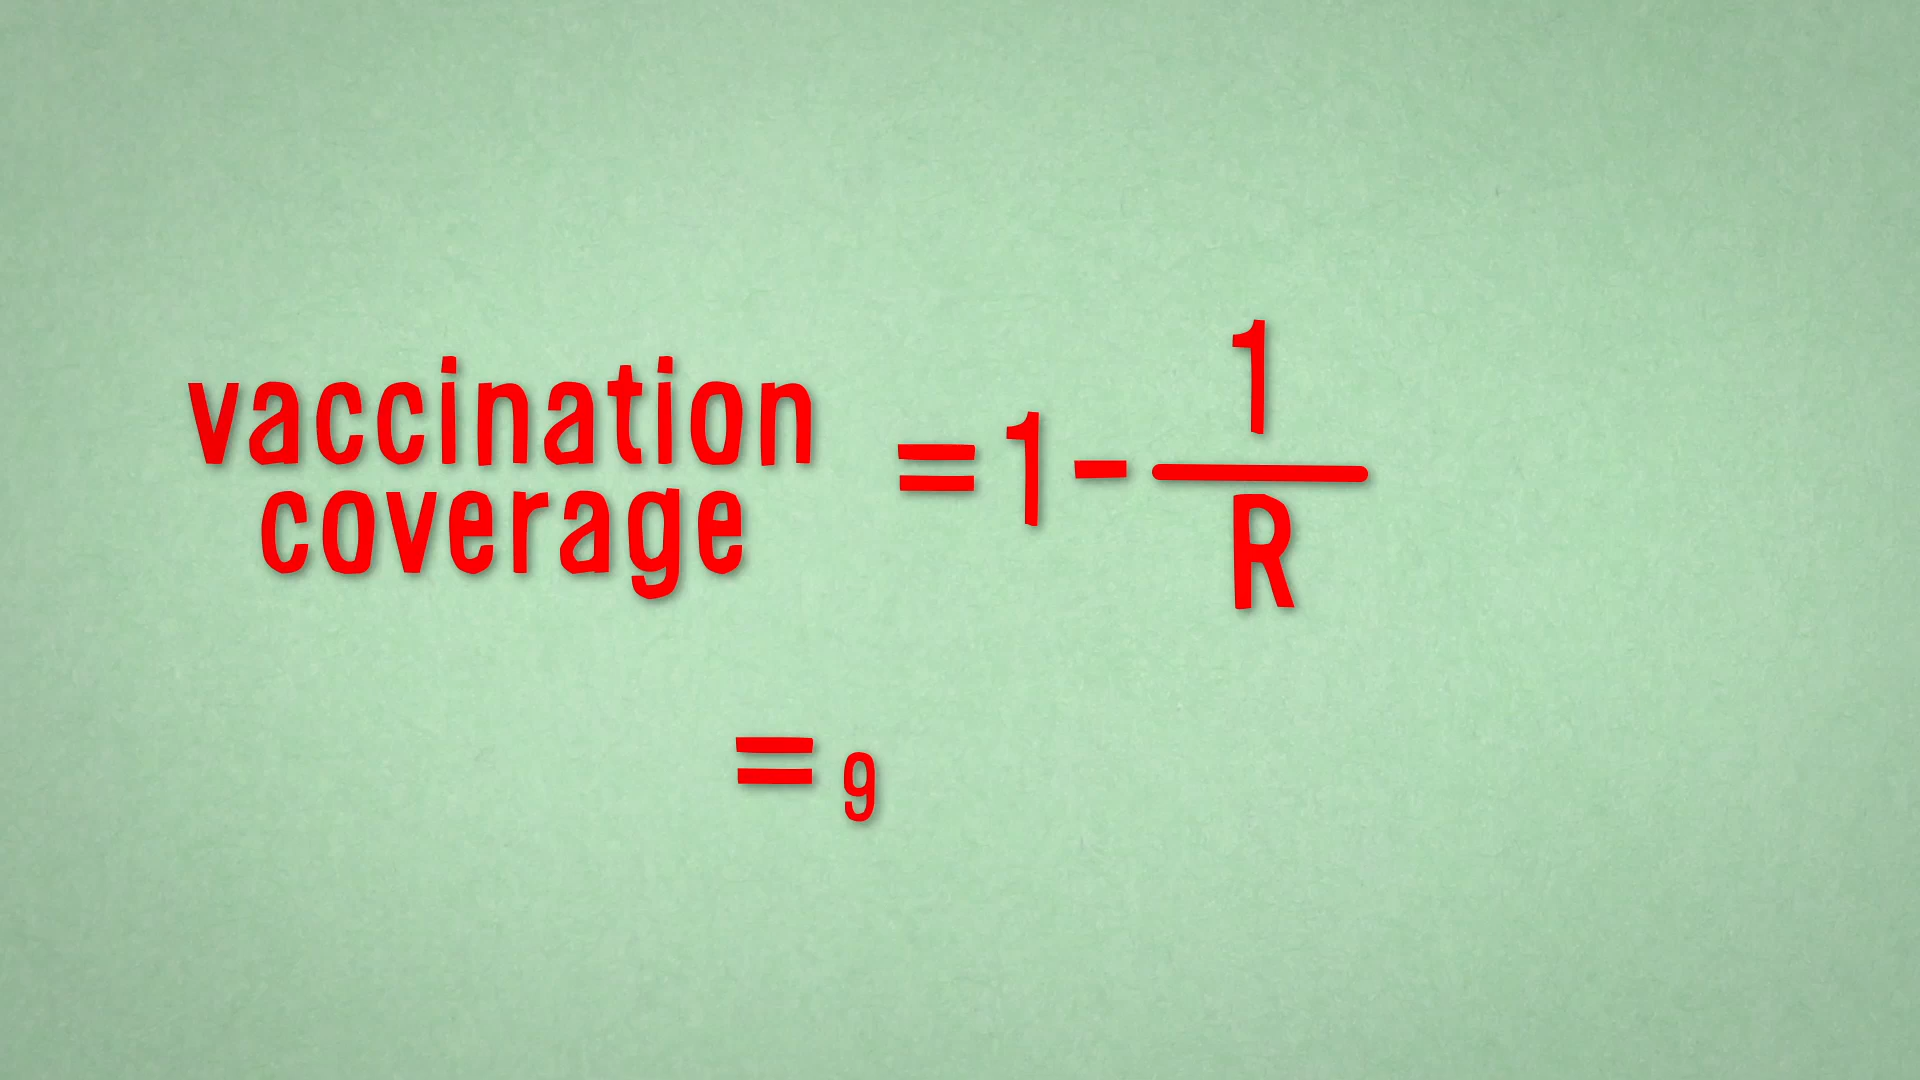 vaccination
coverage
= 1 - 1/R
= 9